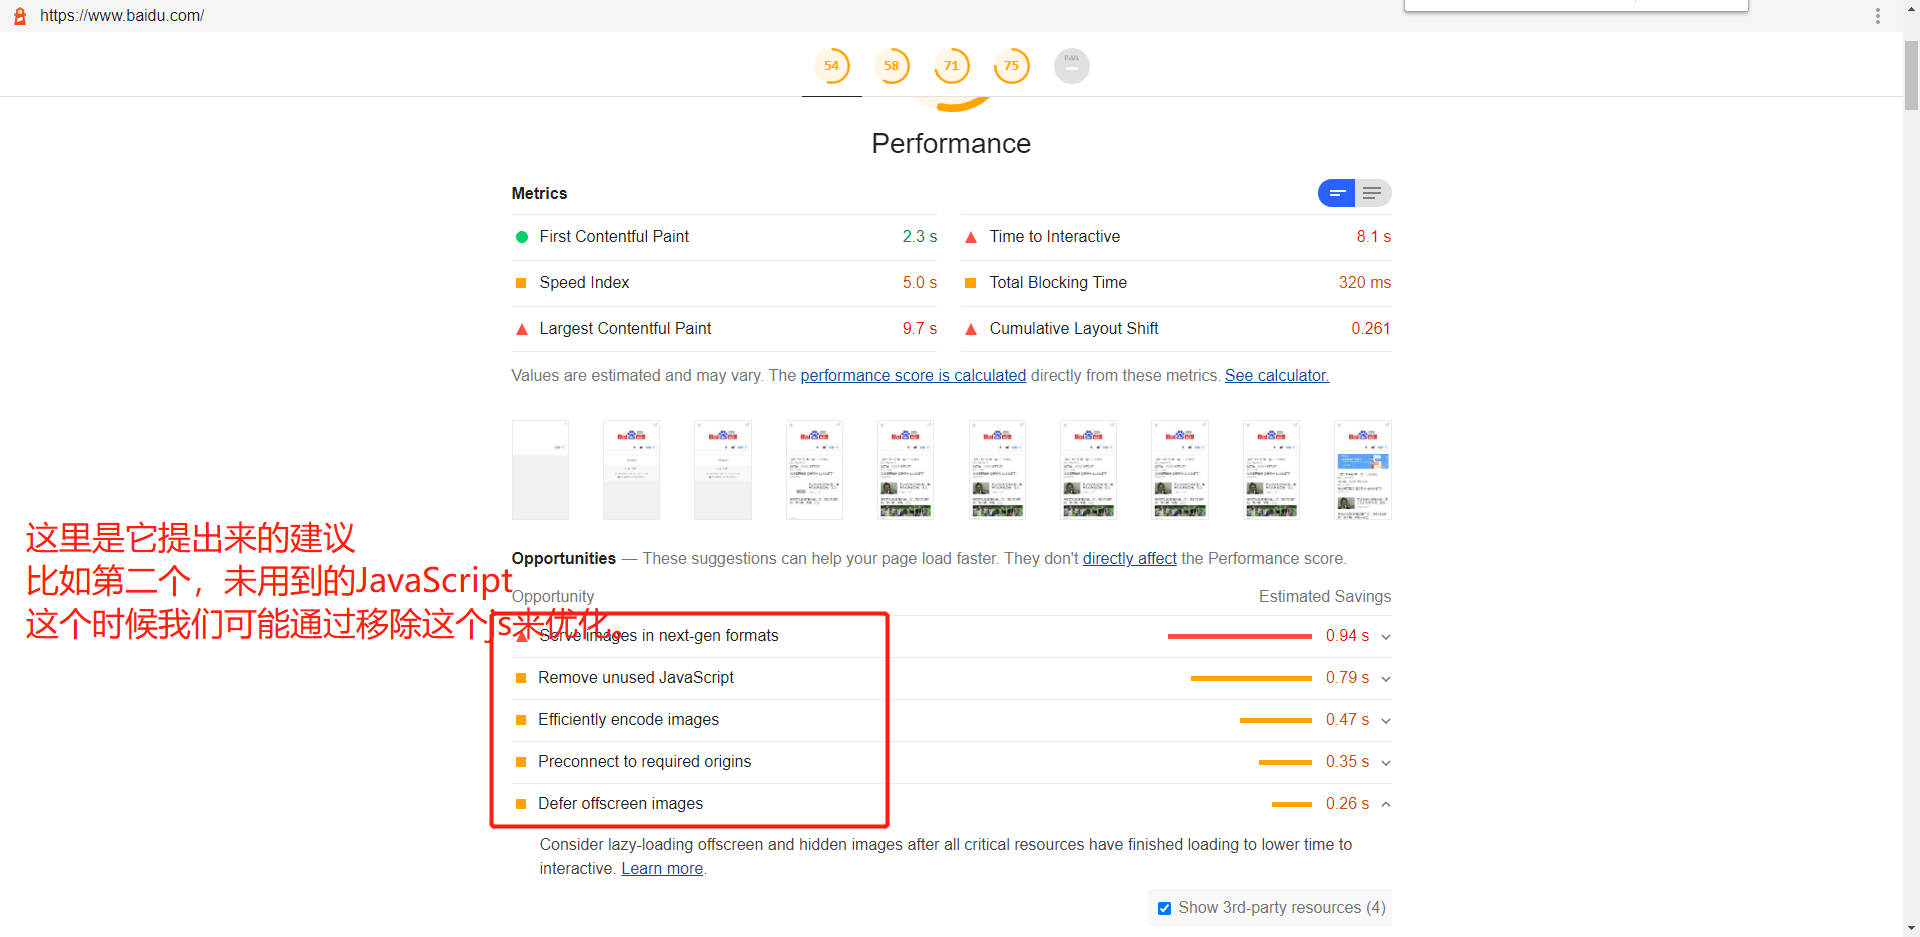 https://www.baidu.com/
54
58
71
75
PWA
Performance
Metrics
First Contentful Paint 2.3 s
Time to Interactive 8.1 s
Speed Index 5.0 s
Total Blocking Time 320 ms
Largest Contentful Paint 9.7 s
Cumulative Layout Shift 0.261
Values are estimated and may vary. The performance score is calculated directly from these metrics. See calculator.
这里是它提出来的建议
比如第二个，未用到的JavaScript
这个时候我们可能通过移除这个js来优化。
Opportunities — These suggestions can help your page load faster. They don't directly affect the Performance score.
Opportunity Estimated Savings
Serve images in next-gen formats 0.94 s
Remove unused JavaScript 0.79 s
Efficiently encode images 0.47 s
Preconnect to required origins 0.35 s
Defer offscreen images 0.26 s
Consider lazy-loading offscreen and hidden images after all critical resources have finished loading to lower time to
interactive. Learn more.
Show 3rd-party resources (4)